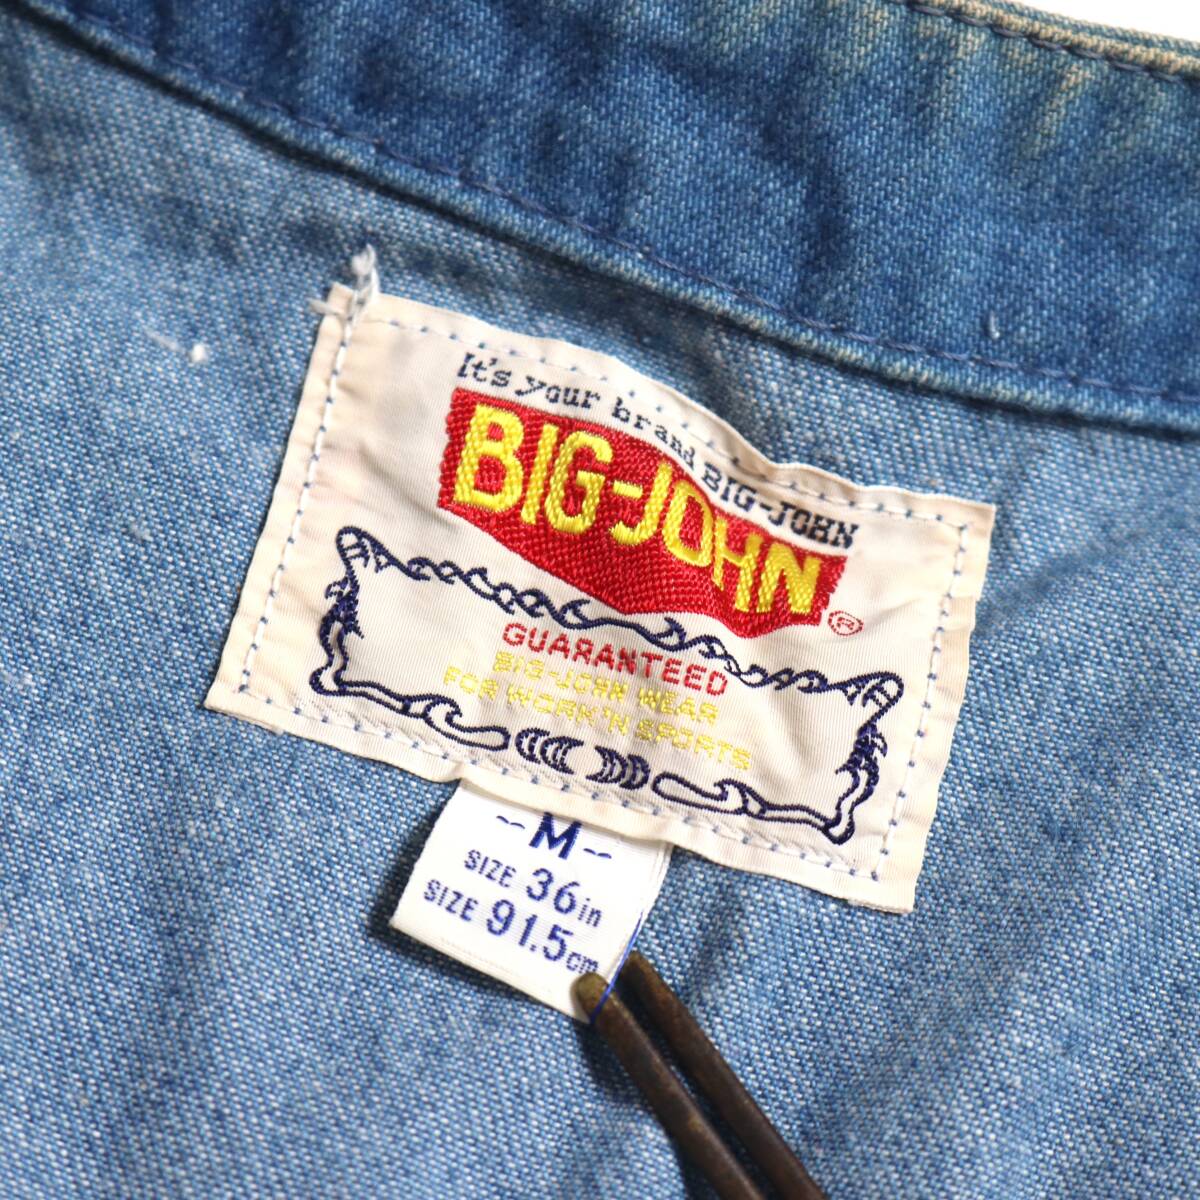 It's your brand BIG-JOHN
BIG-JOHN
®
GUARANTEED
BIG-JOHN WEAR
FOR WORK'N SPORTS
~M~
SIZE 36in
SIZE 91.5cm